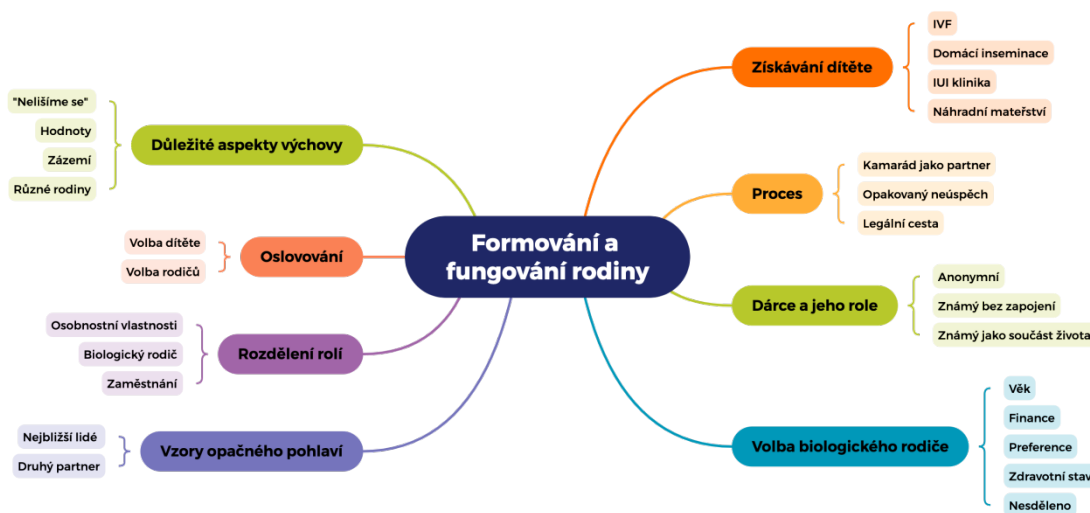 Formování a
fungování rodiny
Získávání dítěte
IVF
Domácí inseminace
IUI klinika
Náhradní mateřství
Proces
Kamarád jako partner
Opakovaný neúspěch
Legální cesta
Dárce a jeho role
Anonymní
Známý bez zapojení
Známý jako součást života
Volba biologického rodiče
Věk
Finance
Preference
Zdravotní stav
Nesděleno
Důležité aspekty výchovy
"Nelišíme se"
Hodnoty
Zázemí
Různé rodiny
Oslovování
Volba dítěte
Volba rodičů
Rozdělení rolí
Osobnostní vlastnosti
Biologický rodič
Zaměstnání
Vzory opačného pohlaví
Nejbližší lidé
Druhý partner